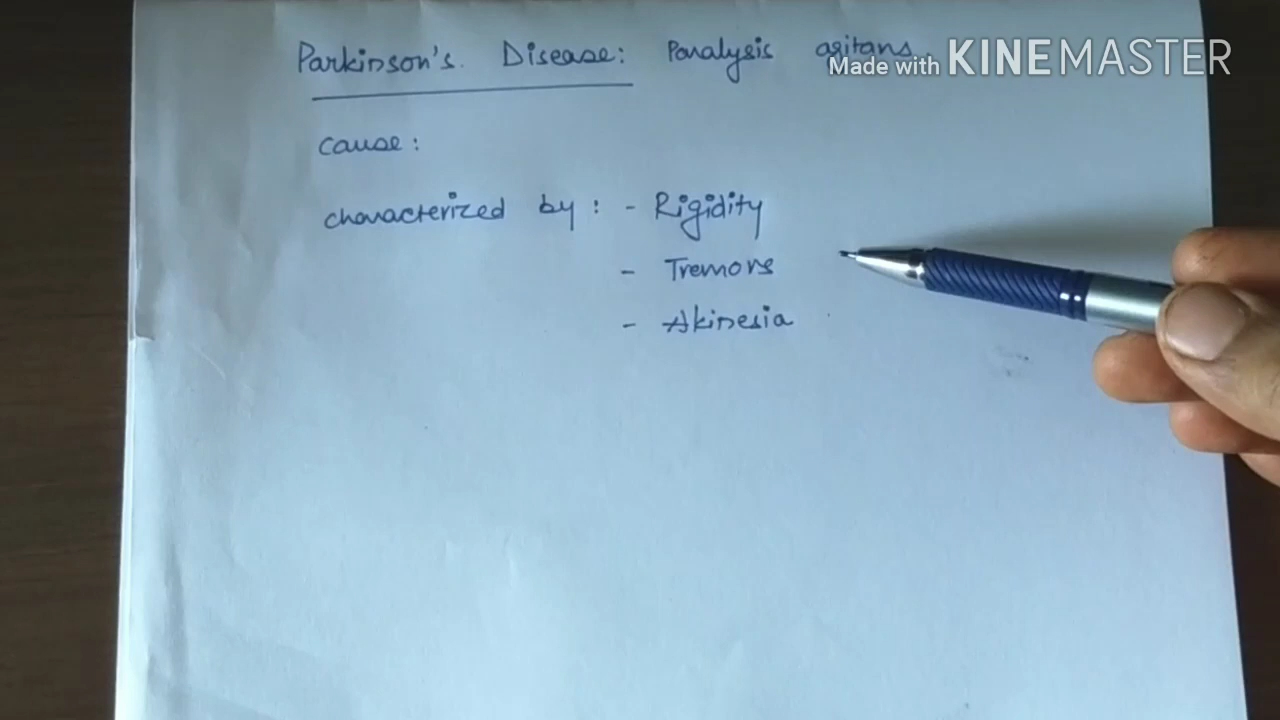 Parkinson's. Disease: Paralysis agitans.
Made with KINEMASTER
cause:
characterized by: - Rigidity
- Tremors
- Akinesia